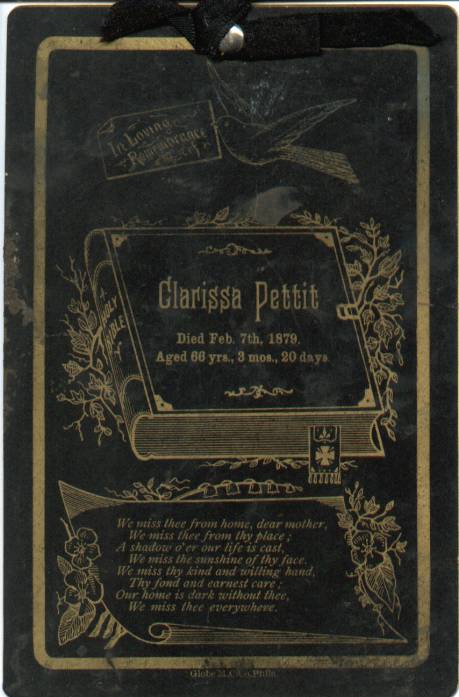 In Loving
Remembrance
HOLY
BIBLE
Clarissa Pettit
Died Feb. 7th, 1879,
Aged 66 yrs., 3 mos., 20 days
We miss thee from home, dear mother,
We miss thee from thy place;
A shadow o'er our life is cast,
We miss the sunshine of thy face.
We miss thy kind and willing hand,
Thy fond and earnest care;
Our home is dark without thee,
We miss thee everywhere.
Globe M. C. Co. Phila.